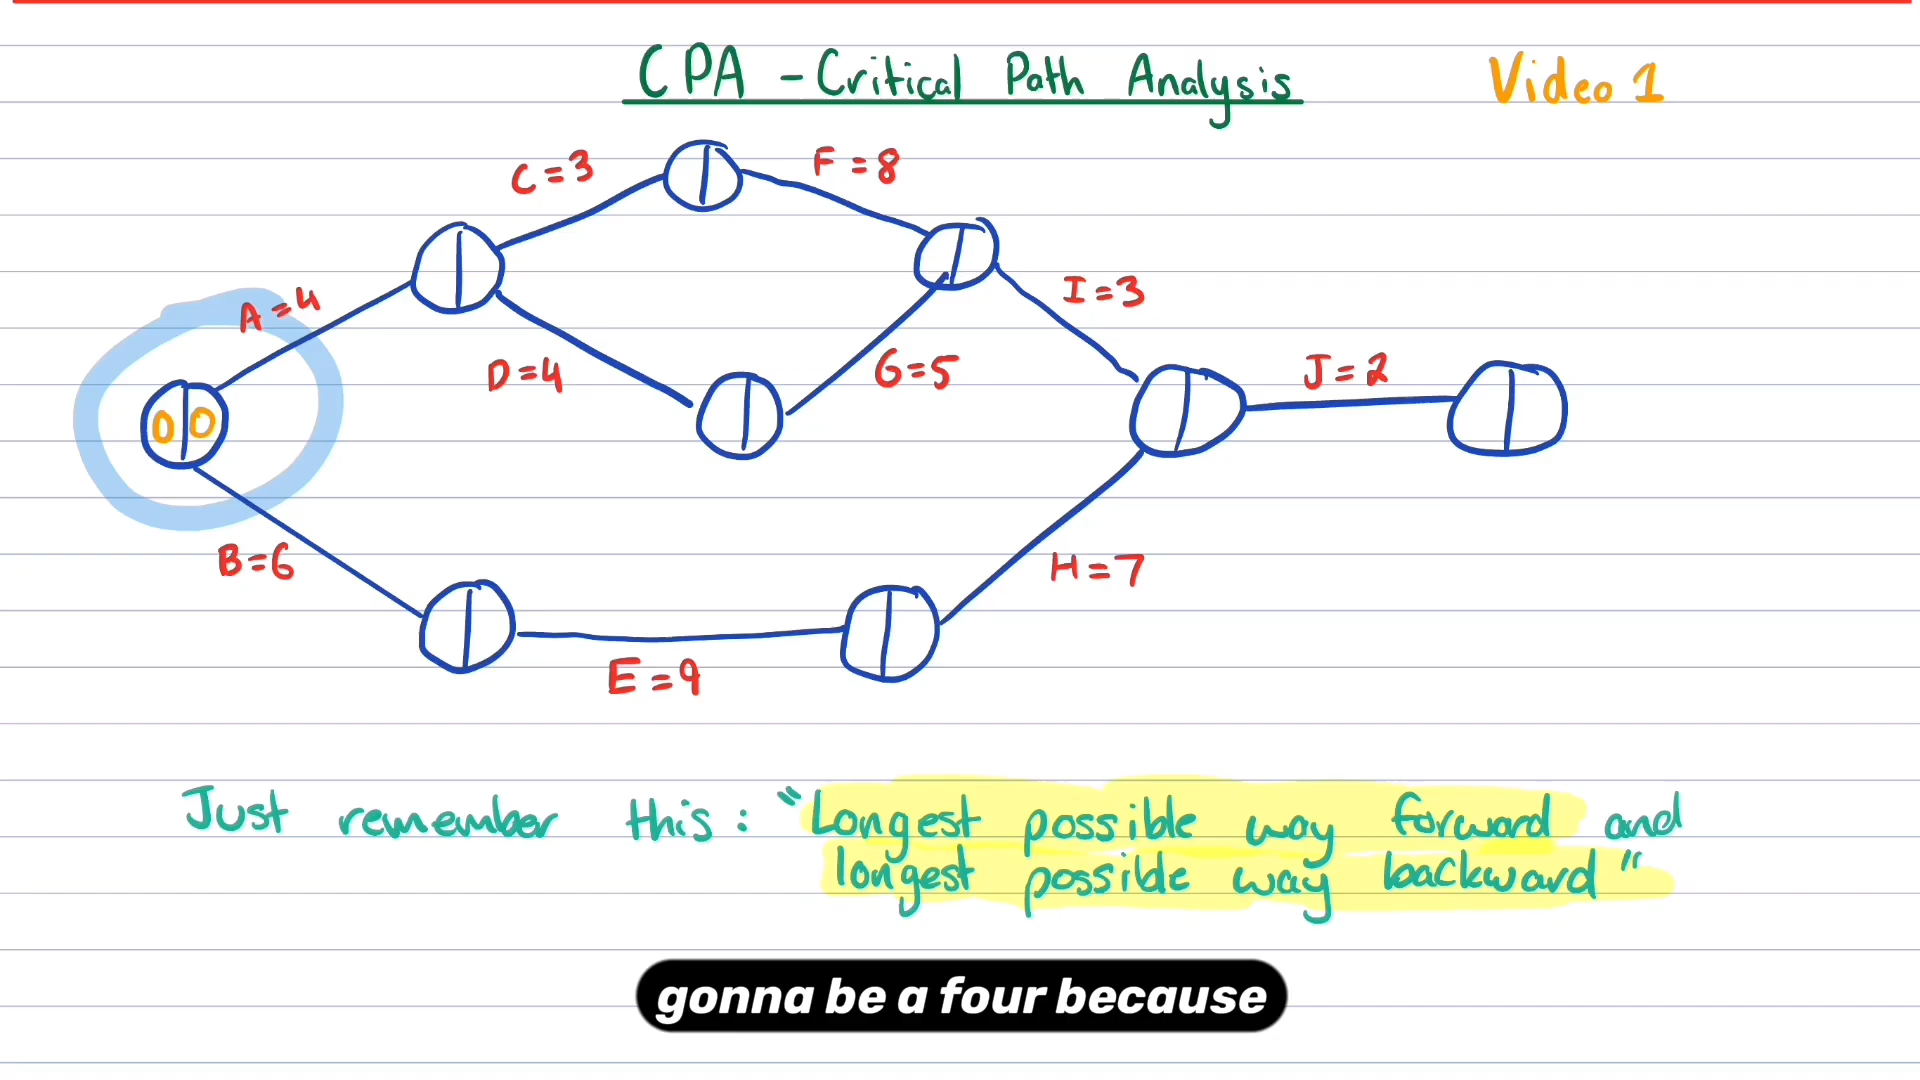 CPA - Critical Path Analysis
Video 1
C = 3
F = 8
A = 4
I = 3
D = 4
G = 5
J = 2
0 0
B = 6
H = 7
E = 9
Just remember this: "Longest possible way forward and
longest possible way backward"
gonna be a four because